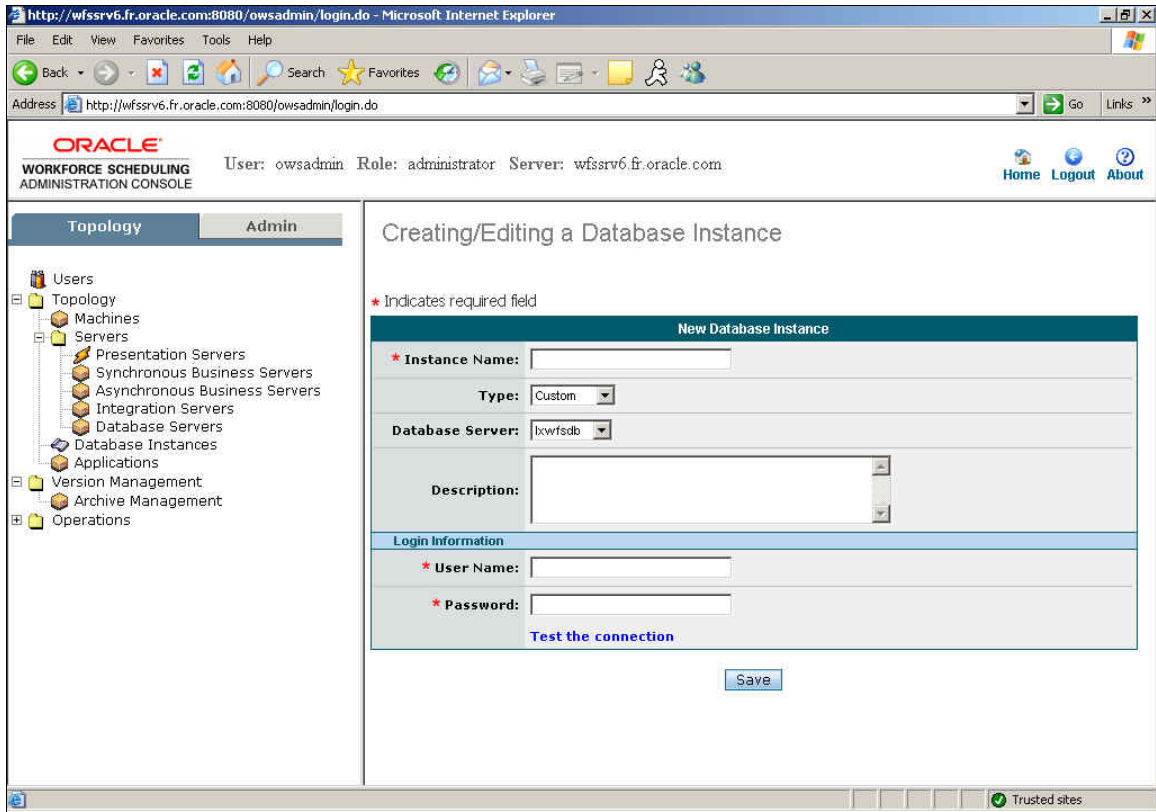 http://wfssrv6.fr.oracle.com:8080/owsadmin/login.do - Microsoft Internet Explorer
File Edit View Favorites Tools Help
Back Search Favorites
Address http://wfssrv6.fr.oracle.com:8080/owsadmin/login.do Go Links »
ORACLE
WORKFORCE SCHEDULING
ADMINISTRATION CONSOLE
User: owsadmin Role: administrator Server: wfssrv6.fr.oracle.com
Home Logout About
Topology Admin
Users
Topology
Machines
Servers
Presentation Servers
Synchronous Business Servers
Asynchronous Business Servers
Integration Servers
Database Servers
Database Instances
Applications
Version Management
Archive Management
Operations
Creating/Editing a Database Instance
* Indicates required field
New Database Instance
* Instance Name:
Type: Custom
Database Server: lxwfsdb
Description:
Login Information
* User Name:
* Password:
Test the connection
Save
Trusted sites